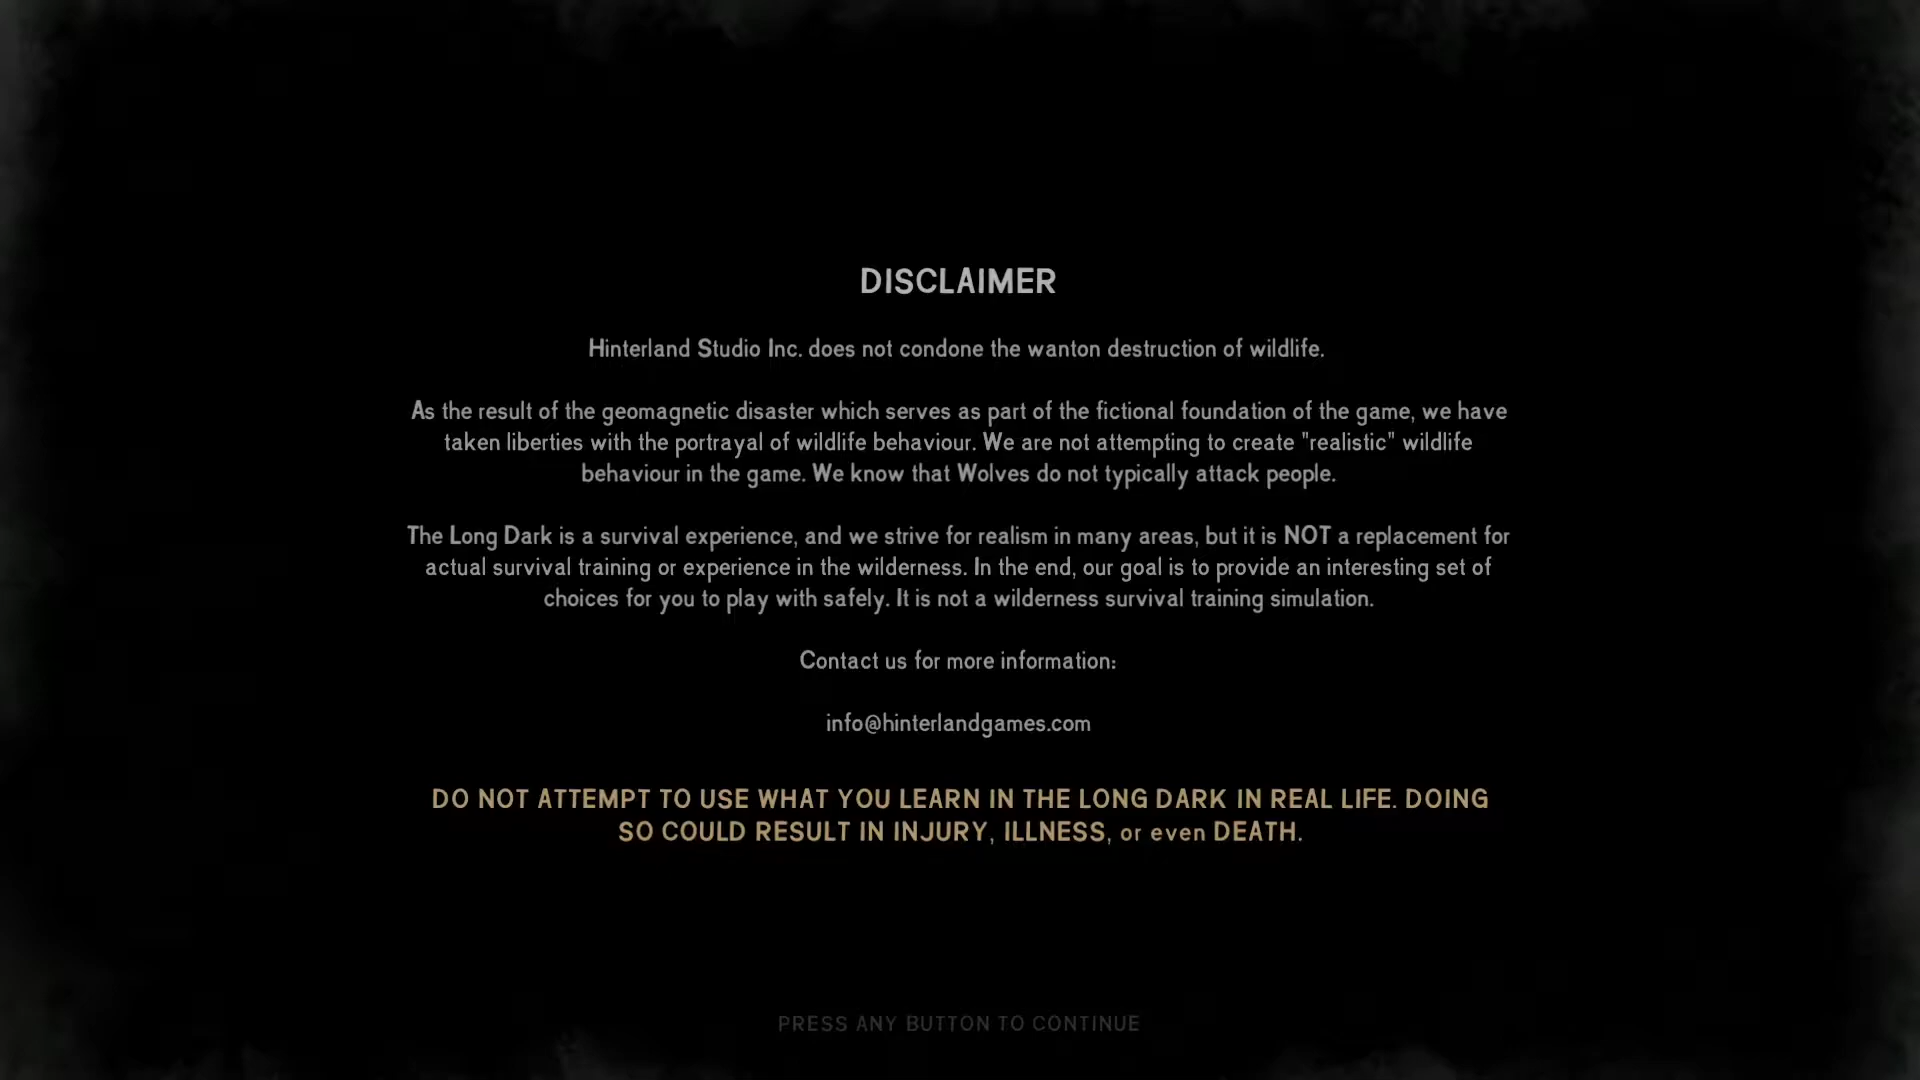 DISCLAIMER
Hinterland Studio Inc. does not condone the wanton destruction of wildlife.
As the result of the geomagnetic disaster which serves as part of the fictional foundation of the game, we have
taken liberties with the portrayal of wildlife behaviour. We are not attempting to create "realistic" wildlife
behaviour in the game. We know that Wolves do not typically attack people.
The Long Dark is a survival experience, and we strive for realism in many areas, but it is NOT a replacement for
actual survival training or experience in the wilderness. In the end, our goal is to provide an interesting set of
choices for you to play with safely. It is not a wilderness survival training simulation.
Contact us for more information:
info@hinterlandgames.com
DO NOT ATTEMPT TO USE WHAT YOU LEARN IN THE LONG DARK IN REAL LIFE. DOING
SO COULD RESULT IN INJURY, ILLNESS, or even DEATH.
PRESS ANY BUTTON TO CONTINUE